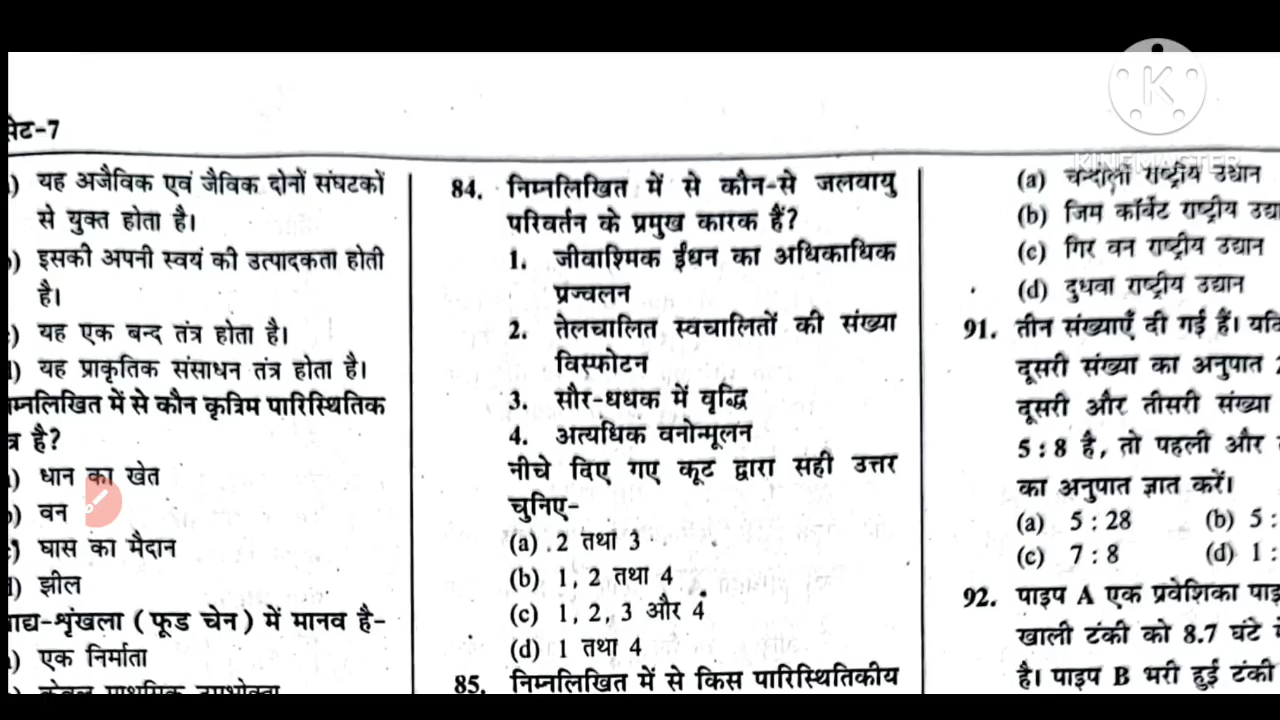 सेट-7
यह अजैविक एवं जैविक दोनों संघटकों
से युक्त होता है।
इसकी अपनी स्वयं की उत्पादकता होती
है।
यह एक बन्द तंत्र होता है।
यह प्राकृतिक संसाधन तंत्र होता है।
में से कौन कृत्रिम पारिस्थितिक
है?
धान का खेत
वन
घास का मैदान
झील
(फूड चेन) में मानव है-
एक निर्माता
84. निम्नलिखित में से कौन-से जलवायु
परिवर्तन के प्रमुख कारक हैं?
1. जीवाश्मिक ईंधन का अधिकाधिक
प्रज्वलन
2. तेलचालित स्वचालितों की संख्या
विस्फोटन
3. सौर-धधक में वृद्धि
4. अत्यधिक वनोन्मूलन
नीचे दिए गए कूट द्वारा सही उत्तर
चुनिए-
(a) 2 तथा 3
(b) 1, 2 तथा 4
(c) 1, 2, 3 और 4
(d) 1 तथा 4
85. निम्नलिखित में से किस पारिस्थितिकीय
KINEMASTER
(a) चन्दौली राष्ट्रीय उद्यान
(b) जिम कॉर्बेट राष्ट्रीय
(c) गिर वन राष्ट्रीय उद्यान
(d) दुधवा राष्ट्रीय उद्यान
91. तीन संख्याएँ दी गई हैं। यदि
दूसरी संख्या का अनुपात
दूसरी और तीसरी संख्या
5 : 8 है, तो पहली और
का अनुपात ज्ञात करें।
(a) 5 : 28 (b) 5 :
(c) 7 : 8 (d) 1 :
92. पाइप A एक प्रवेशिका
खाली टंकी को 8.7 घंटे
है। पाइप B भरी हुई टंकी